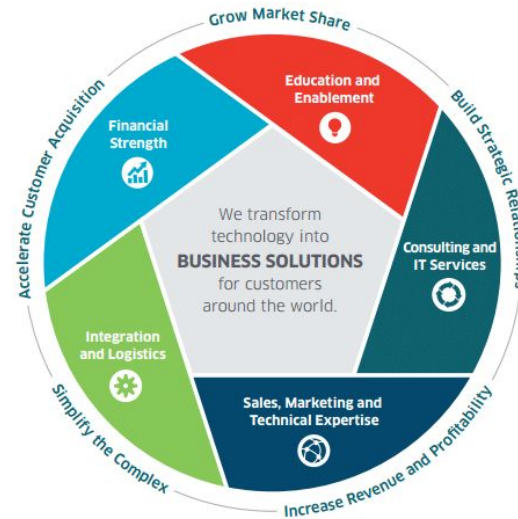 Grow Market Share
Education and
Enablement
Build Strategic Relationships
Consulting and
IT Services
Increase Revenue and Profitability
Sales, Marketing and
Technical Expertise
Simplify the Complex
Integration
and Logistics
Accelerate Customer Acquisition
Financial
Strength
We transform
technology into
BUSINESS SOLUTIONS
for customers
around the world.